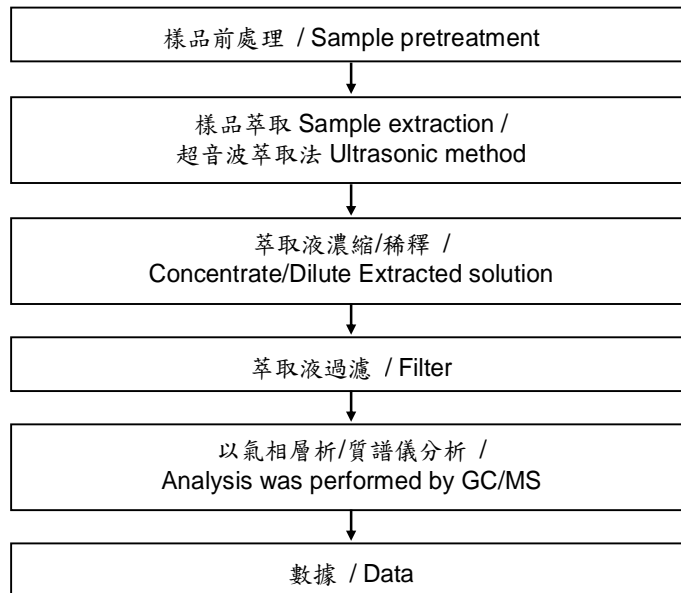 樣品前處理 / Sample pretreatment
樣品萃取 Sample extraction /
超音波萃取法 Ultrasonic method
萃取液濃縮/稀釋 /
Concentrate/Dilute Extracted solution
萃取液過濾 / Filter
以氣相層析/質譜儀分析 /
Analysis was performed by GC/MS
數據 / Data